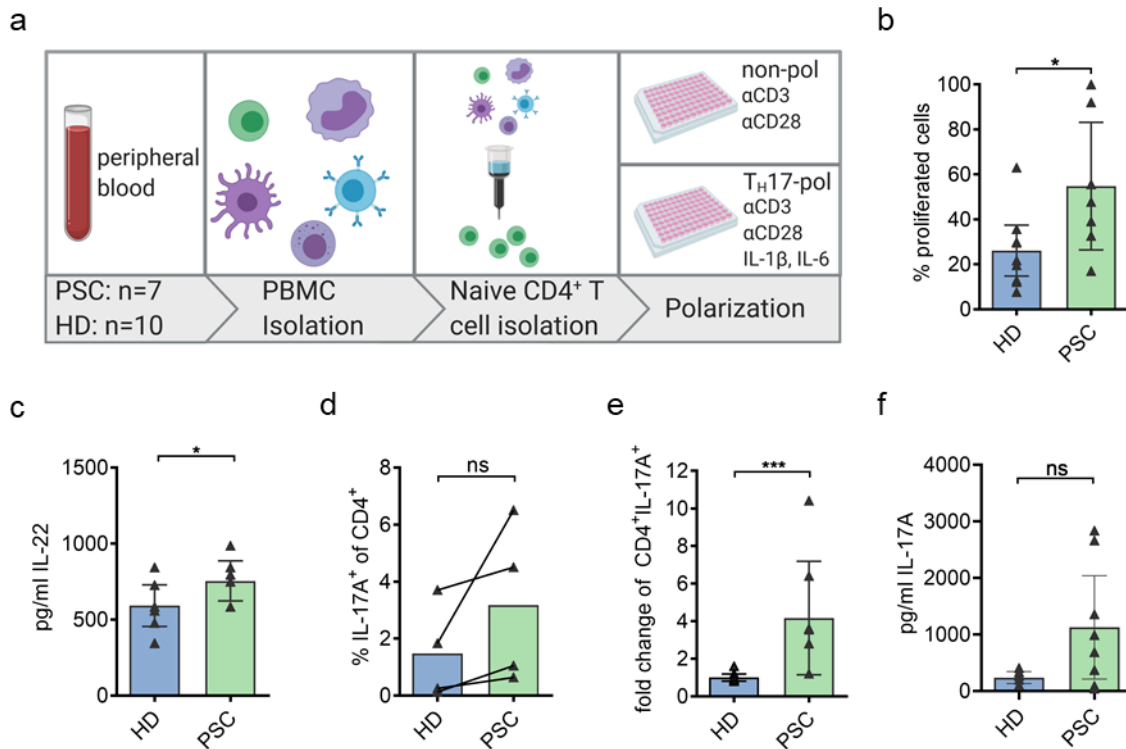 a
peripheral
blood
non-pol
αCD3
αCD28
T_H17-pol
αCD3
αCD28
IL-1β, IL-6
PSC: n=7
HD: n=10
PBMC
Isolation
Naive CD4⁺ T
cell isolation
Polarization
b
*
% proliferated cells
100
80
60
40
20
0
HD
PSC
c
*
pg/ml IL-22
1500
1000
500
0
HD
PSC
d
ns
% IL-17A⁺ of CD4⁺
8
6
4
2
0
HD
PSC
e
***
fold change of CD4⁺IL-17A⁺
12
10
8
6
4
2
0
HD
PSC
f
ns
pg/ml IL-17A
4000
3000
2000
1000
0
HD
PSC